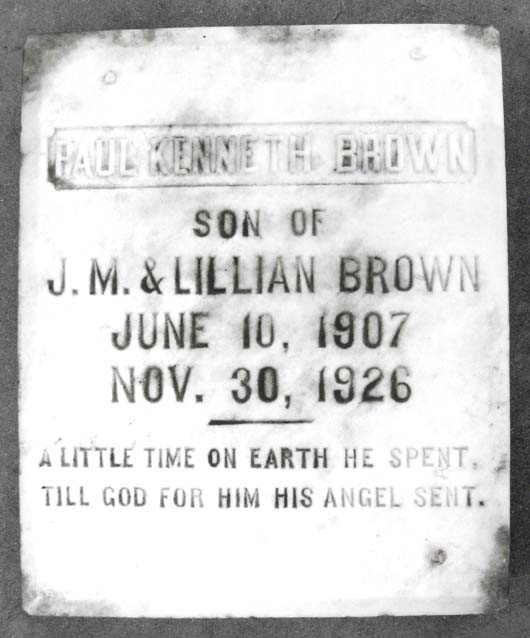 PAUL KENNETH BROWN
SON OF
J. M. & LILLIAN BROWN
JUNE 10, 1907
NOV. 30, 1926
A LITTLE TIME ON EARTH HE SPENT,
TILL GOD FOR HIM HIS ANGEL SENT.